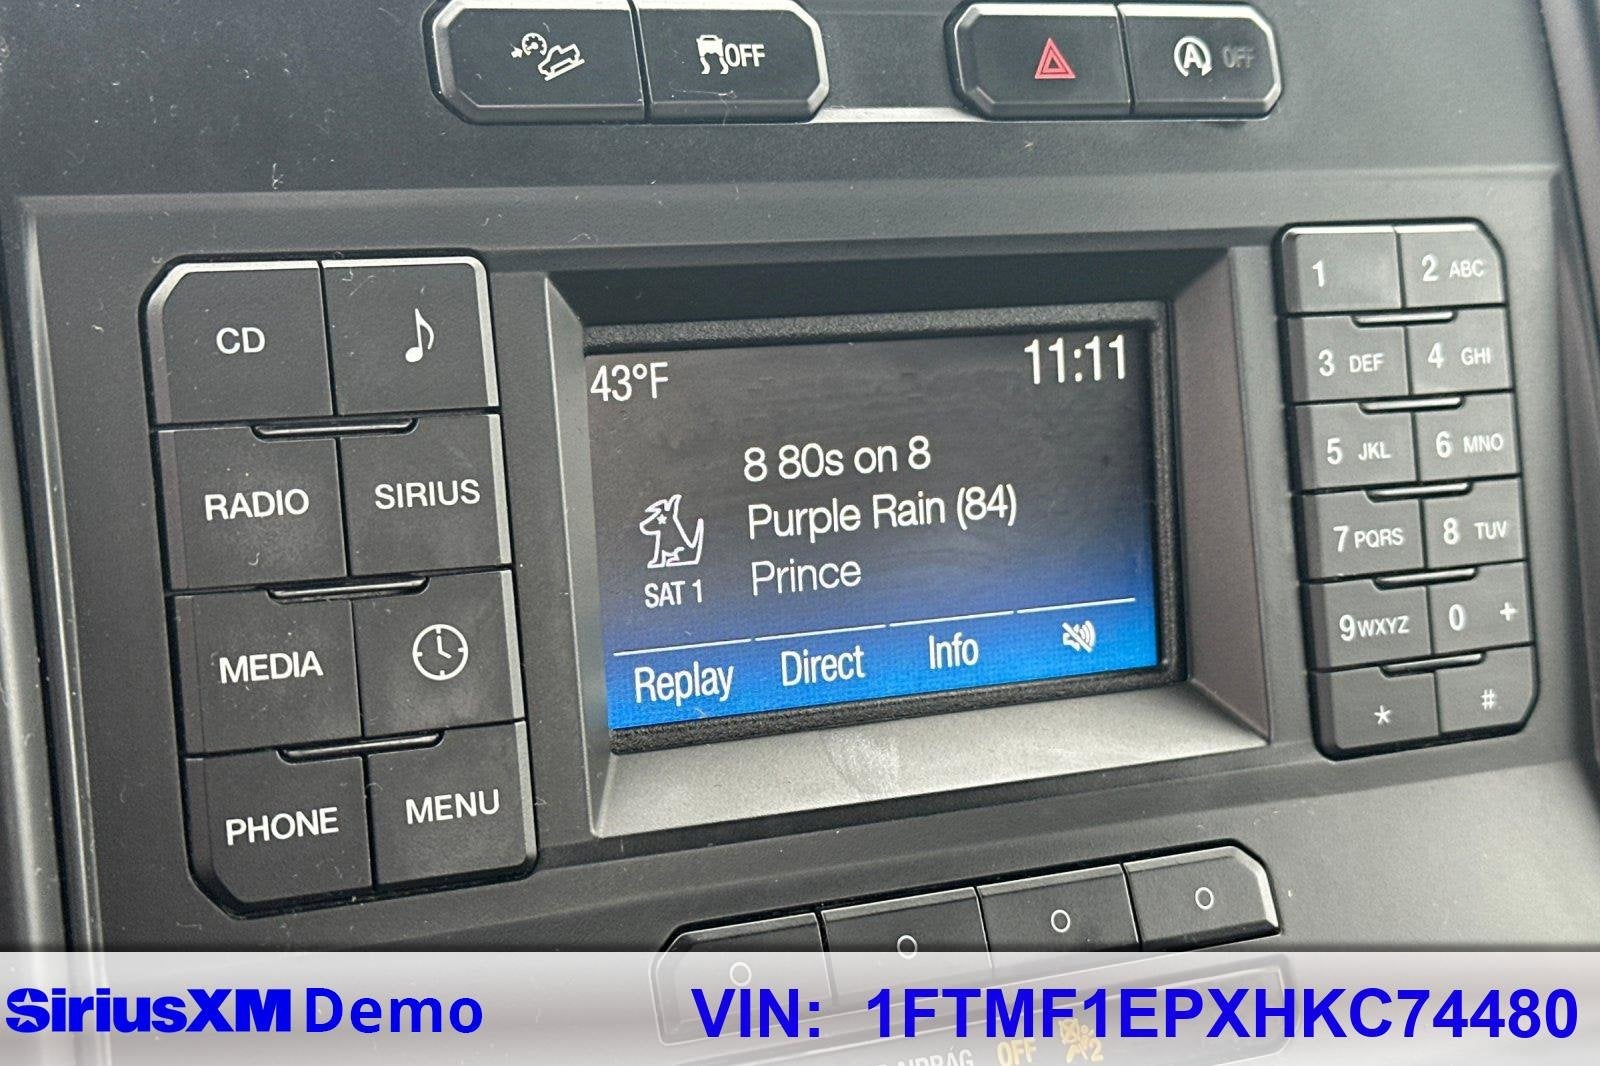 OFF
A OFF
CD
RADIO SIRIUS
MEDIA
PHONE MENU
43°F 11:11
8 80s on 8
Purple Rain (84)
Prince
SAT 1
Replay Direct Info
1 2 ABC
3 DEF 4 GHI
5 JKL 6 MNO
7 PQRS 8 TUV
9 WXYZ 0 +
* #
SiriusXM Demo
VIN: 1FTMF1EPXHKC74480
OFF 2